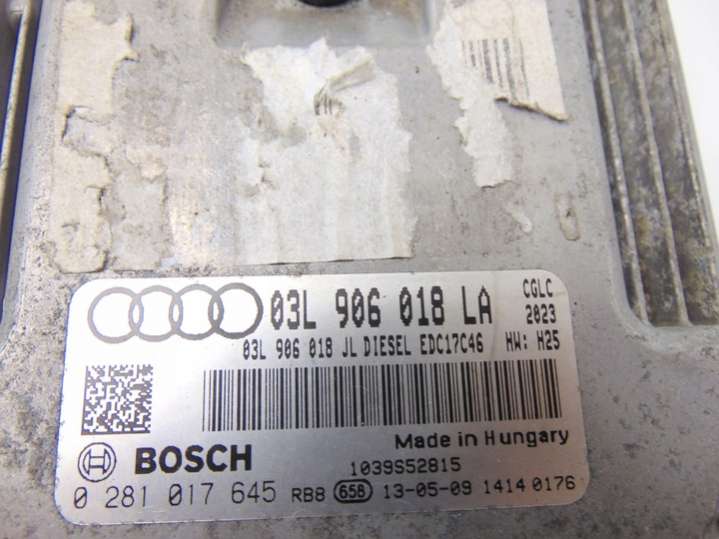 03L 906 018 LA CGLC
2023
03L 906 018 JL DIESEL EDC17C46 HW: H25
Made in Hungary
BOSCH 1039S52815
0 281 017 645 RB8 658 13-05-09 1414 0176